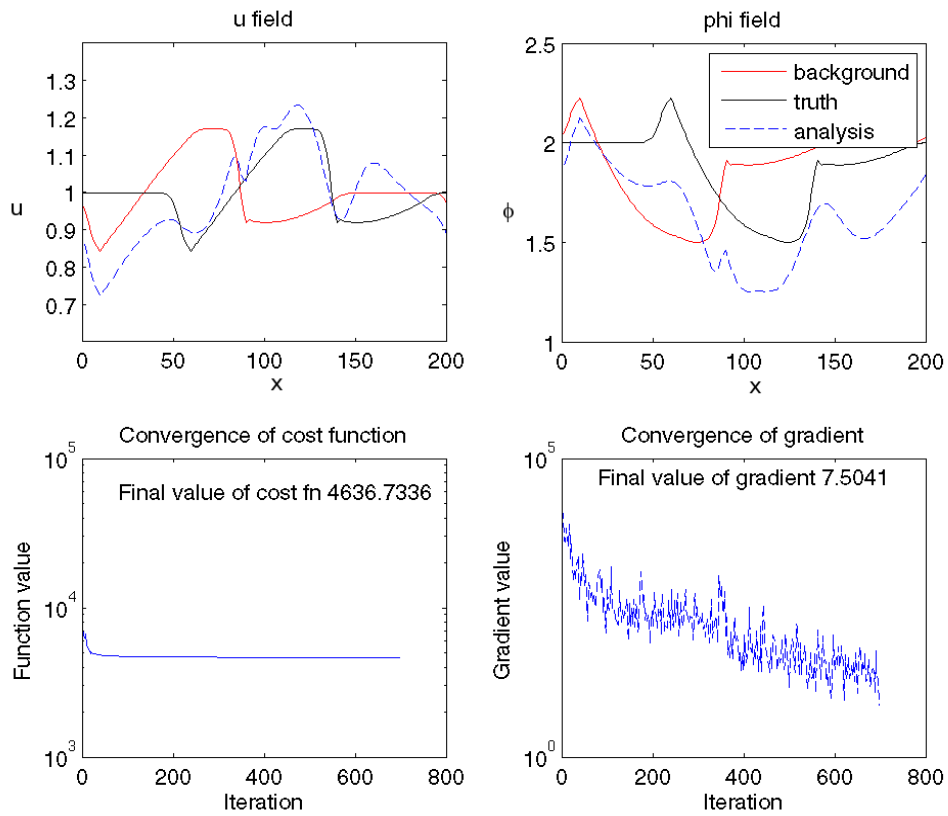 u field
u
1.3
1.2
1.1
1
0.9
0.8
0.7
0
50
100
150
200
x
phi field
ϕ
2.5
2
1.5
1
background
truth
analysis
0
50
100
150
200
x
Convergence of cost function
Function value
10^5
10^4
10^3
Final value of cost fn 4636.7336
0
200
400
600
800
Iteration
Convergence of gradient
Gradient value
10^5
10^0
Final value of gradient 7.5041
0
200
400
600
800
Iteration